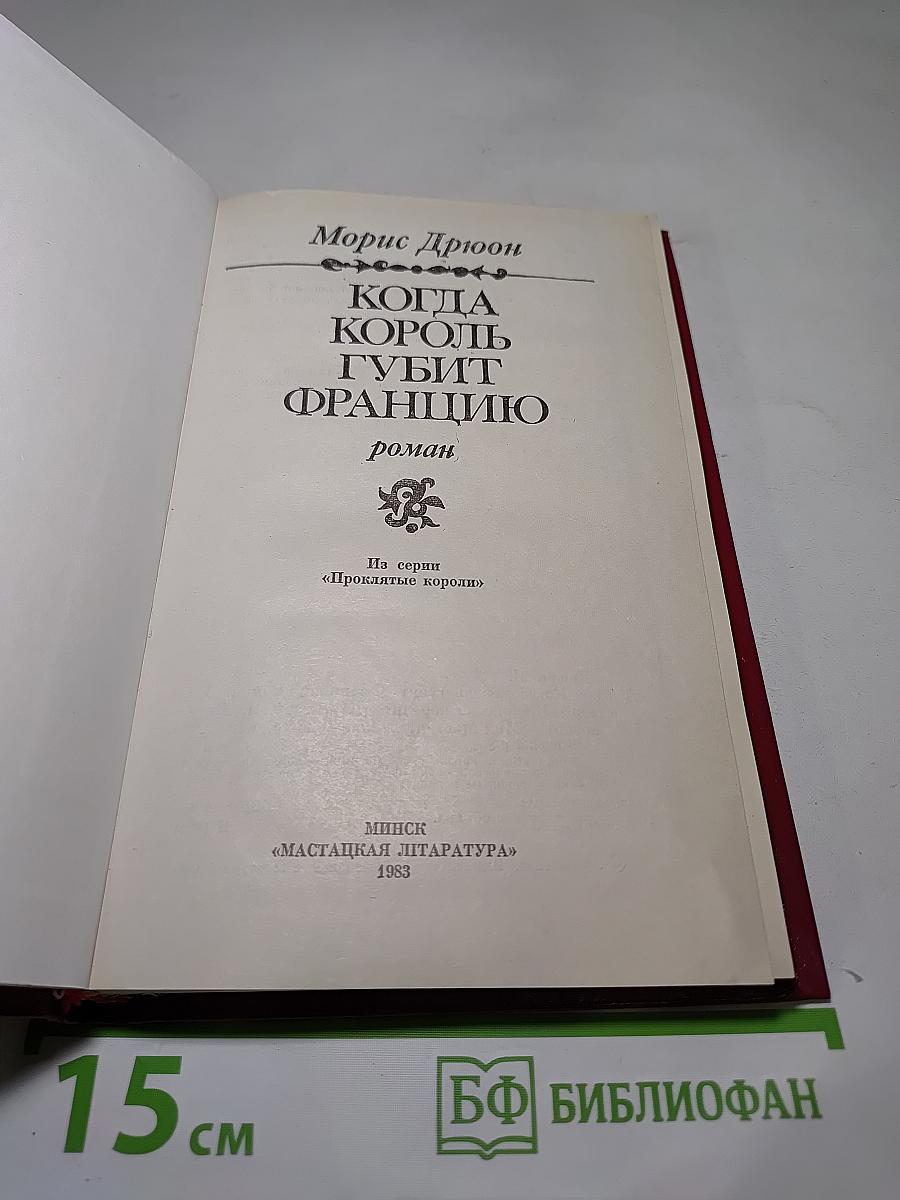 Морис Дрюон
КОГДА
КОРОЛЬ
ГУБИТ
ФРАНЦИЮ
роман
Из серии
«Проклятые короли»
МИНСК
«МАСТАЦКАЯ ЛІТАРАТУРА»
1983
15 см
БФ БИБЛИОФАН